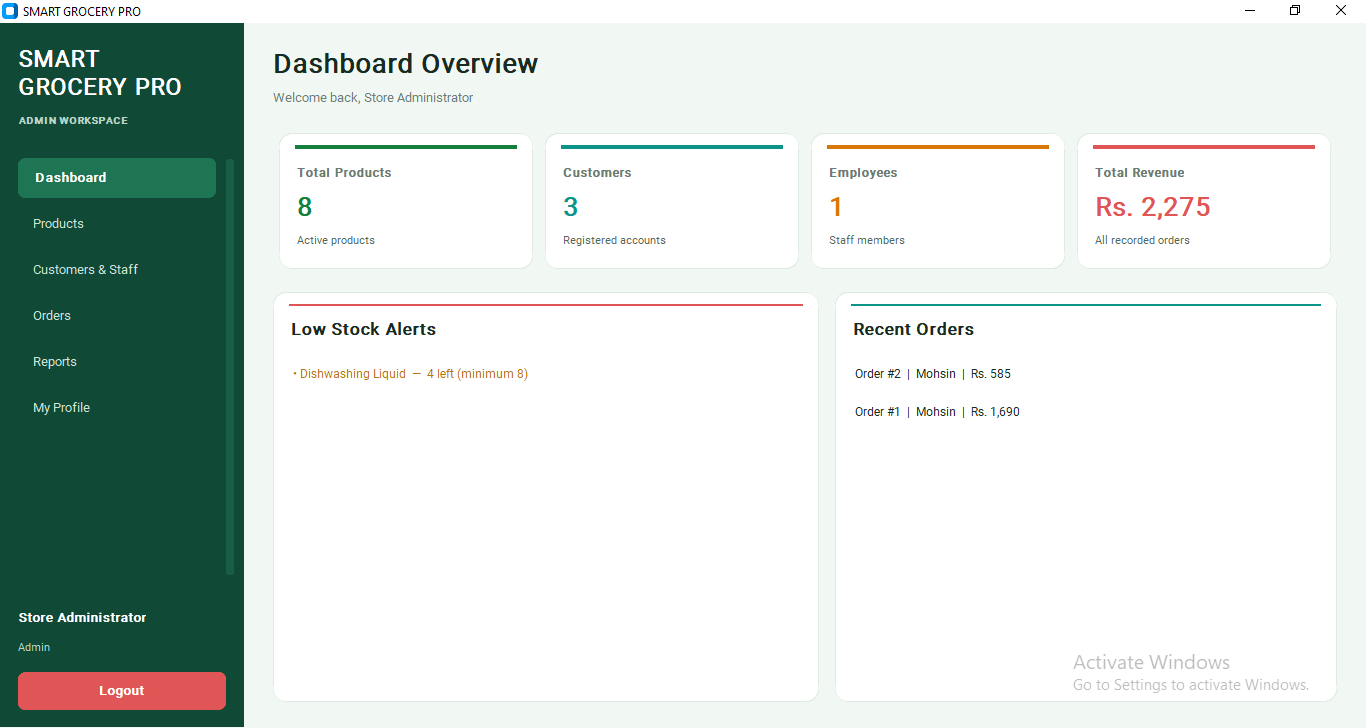 SMART GROCERY PRO
SMART
GROCERY PRO
ADMIN WORKSPACE
Dashboard
Products
Customers & Staff
Orders
Reports
My Profile
Store Administrator
Admin
Logout
Dashboard Overview
Welcome back, Store Administrator
Total Products
8
Active products
Customers
3
Registered accounts
Employees
1
Staff members
Total Revenue
Rs. 2,275
All recorded orders
Low Stock Alerts
• Dishwashing Liquid — 4 left (minimum 8)
Recent Orders
Order #2 | Mohsin | Rs. 585
Order #1 | Mohsin | Rs. 1,690
Activate Windows
Go to Settings to activate Windows.